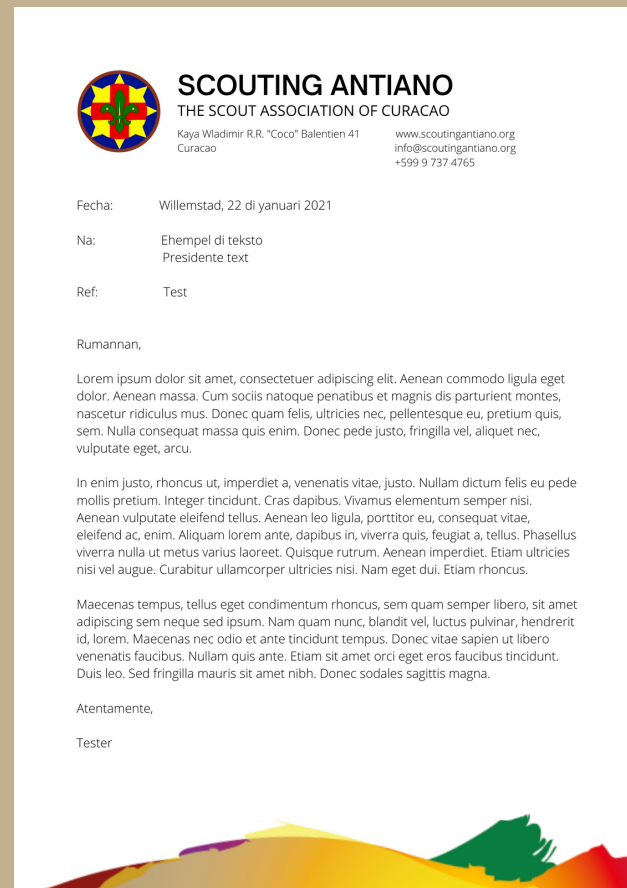 SCOUTING ANTIANO
THE SCOUT ASSOCIATION OF CURACAO
Kaya Wladimir R.R. "Coco" Balentien 41
Curacao
www.scoutingantiano.org
info@scoutingantiano.org
+599 9 737 4765
Fecha: Willemstad, 22 di yanuari 2021
Na: Ehempel di teksto
Presidente text
Ref: Test
Rumannan,
Lorem ipsum dolor sit amet, consectetuer adipiscing elit. Aenean commodo ligula eget
dolor. Aenean massa. Cum sociis natoque penatibus et magnis dis parturient montes,
nascetur ridiculus mus. Donec quam felis, ultricies nec, pellentesque eu, pretium quis,
sem. Nulla consequat massa quis enim. Donec pede justo, fringilla vel, aliquet nec,
vulputate eget, arcu.
In enim justo, rhoncus ut, imperdiet a, venenatis vitae, justo. Nullam dictum felis eu pede
mollis pretium. Integer tincidunt. Cras dapibus. Vivamus elementum semper nisi.
Aenean vulputate eleifend tellus. Aenean leo ligula, porttitor eu, consequat vitae,
eleifend ac, enim. Aliquam lorem ante, dapibus in, viverra quis, feugiat a, tellus. Phasellus
viverra nulla ut metus varius laoreet. Quisque rutrum. Aenean imperdiet. Etiam ultricies
nisi vel augue. Curabitur ullamcorper ultricies nisi. Nam eget dui. Etiam rhoncus.
Maecenas tempus, tellus eget condimentum rhoncus, sem quam semper libero, sit amet
adipiscing sem neque sed ipsum. Nam quam nunc, blandit vel, luctus pulvinar, hendrerit
id, lorem. Maecenas nec odio et ante tincidunt tempus. Donec vitae sapien ut libero
venenatis faucibus. Nullam quis ante. Etiam sit amet orci eget eros faucibus tincidunt.
Duis leo. Sed fringilla mauris sit amet nibh. Donec sodales sagittis magna.
Atentamente,
Tester